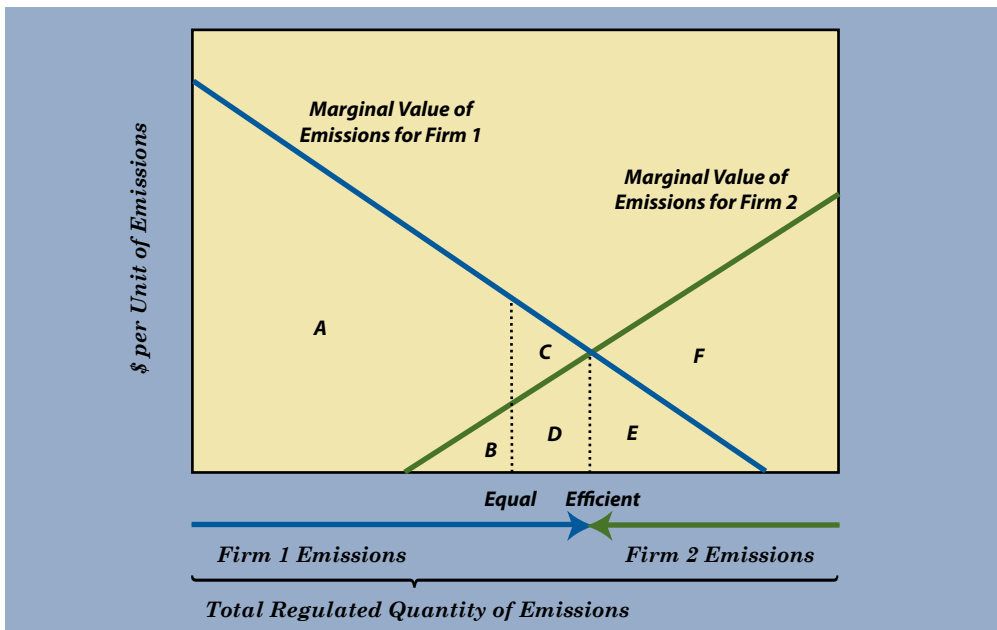 $ per Unit of Emissions
Marginal Value of
Emissions for Firm 1
Marginal Value of
Emissions for Firm 2
A
C
F
B
D
E
Equal
Efficient
Firm 1 Emissions
Firm 2 Emissions
Total Regulated Quantity of Emissions